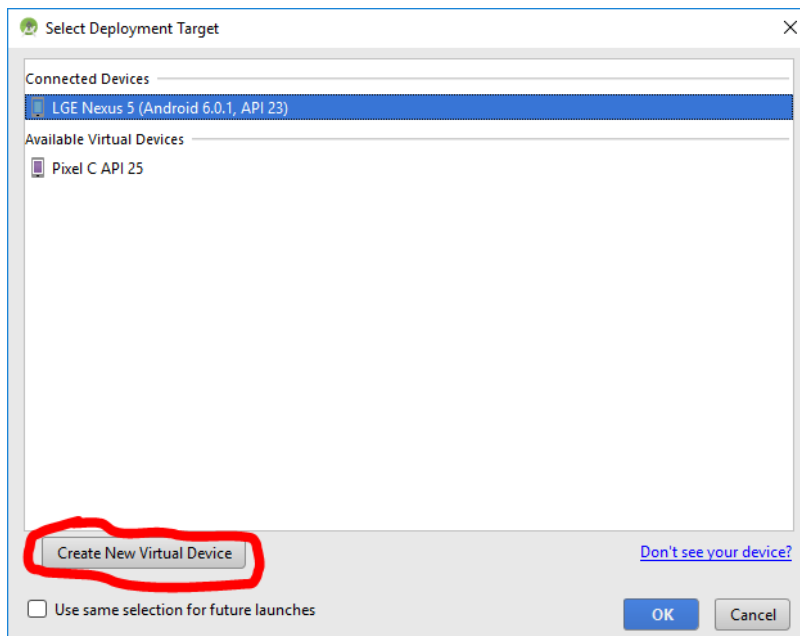 Select Deployment Target
Connected Devices
LGE Nexus 5 (Android 6.0.1, API 23)
Available Virtual Devices
Pixel C API 25
Create New Virtual Device
Don't see your device?
Use same selection for future launches
OK
Cancel